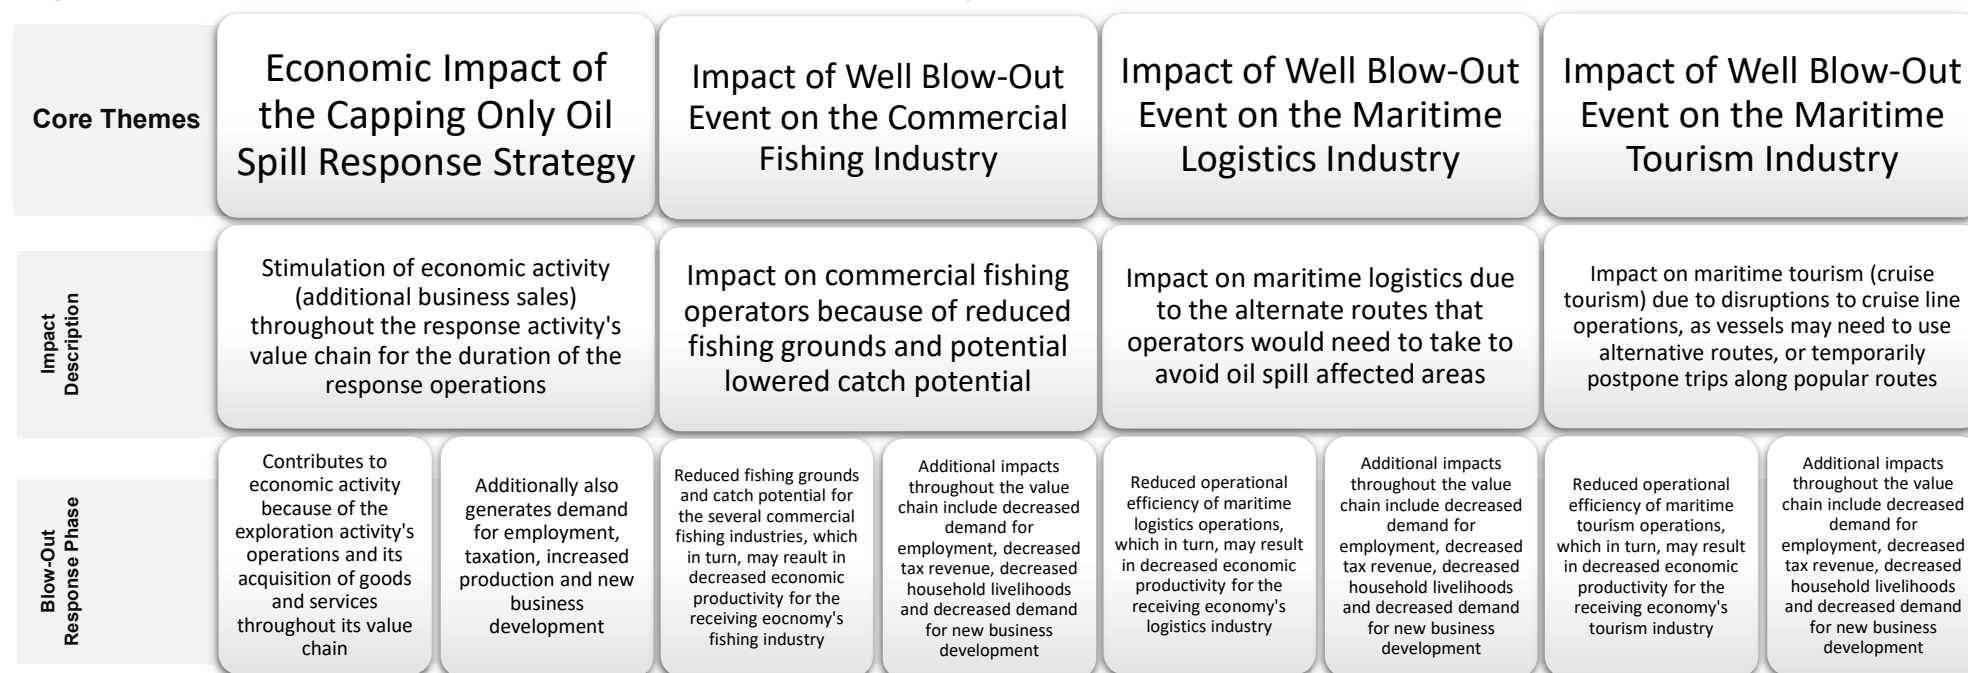 Core Themes
Economic Impact of
the Capping Only Oil
Spill Response Strategy
Impact of Well Blow-Out
Event on the Commercial
Fishing Industry
Impact of Well Blow-Out
Event on the Maritime
Logistics Industry
Impact of Well Blow-Out
Event on the Maritime
Tourism Industry
Impact
Description
Stimulation of economic activity
(additional business sales)
throughout the response activity's
value chain for the duration of the
response operations
Impact on commercial fishing
operators because of reduced
fishing grounds and potential
lowered catch potential
Impact on maritime logistics due
to the alternate routes that
operators would need to take to
avoid oil spill affected areas
Impact on maritime tourism (cruise
tourism) due to disruptions to cruise line
operations, as vessels may need to use
alternative routes, or temporarily
postpone trips along popular routes
Blow-Out
Response Phase
Contributes to
economic activity
because of the
exploration activity's
operations and its
acquisition of goods
and services
throughout its value
chain
Additionally also
generates demand
for employment,
taxation, increased
production and new
business
development
Reduced fishing grounds
and catch potential for
the several commercial
fishing industries, which
in turn, may reault in
decreased economic
productivity for the
receiving eocnomy's
fishing industry
Additional impacts
throughout the value
chain include decreased
demand for
employment, decreased
tax revenue, decreased
household livelihoods
and decreased demand
for new business
development
Reduced operational
efficiency of maritime
logistics operations,
which in turn, may result
in decreased economic
productivity for the
receiving economy's
logistics industry
Additional impacts
throughout the value
chain include decreased
demand for
employment, decreased
tax revenue, decreased
household livelihoods
and decreased demand
for new business
development
Reduced operational
efficiency of maritime
tourism operations,
which in turn, may result
in decreased economic
productivity for the
receiving economy's
tourism industry
Additional impacts
throughout the value
chain include decreased
demand for
employment, decreased
tax revenue, decreased
household livelihoods
and decreased demand
for new business
development